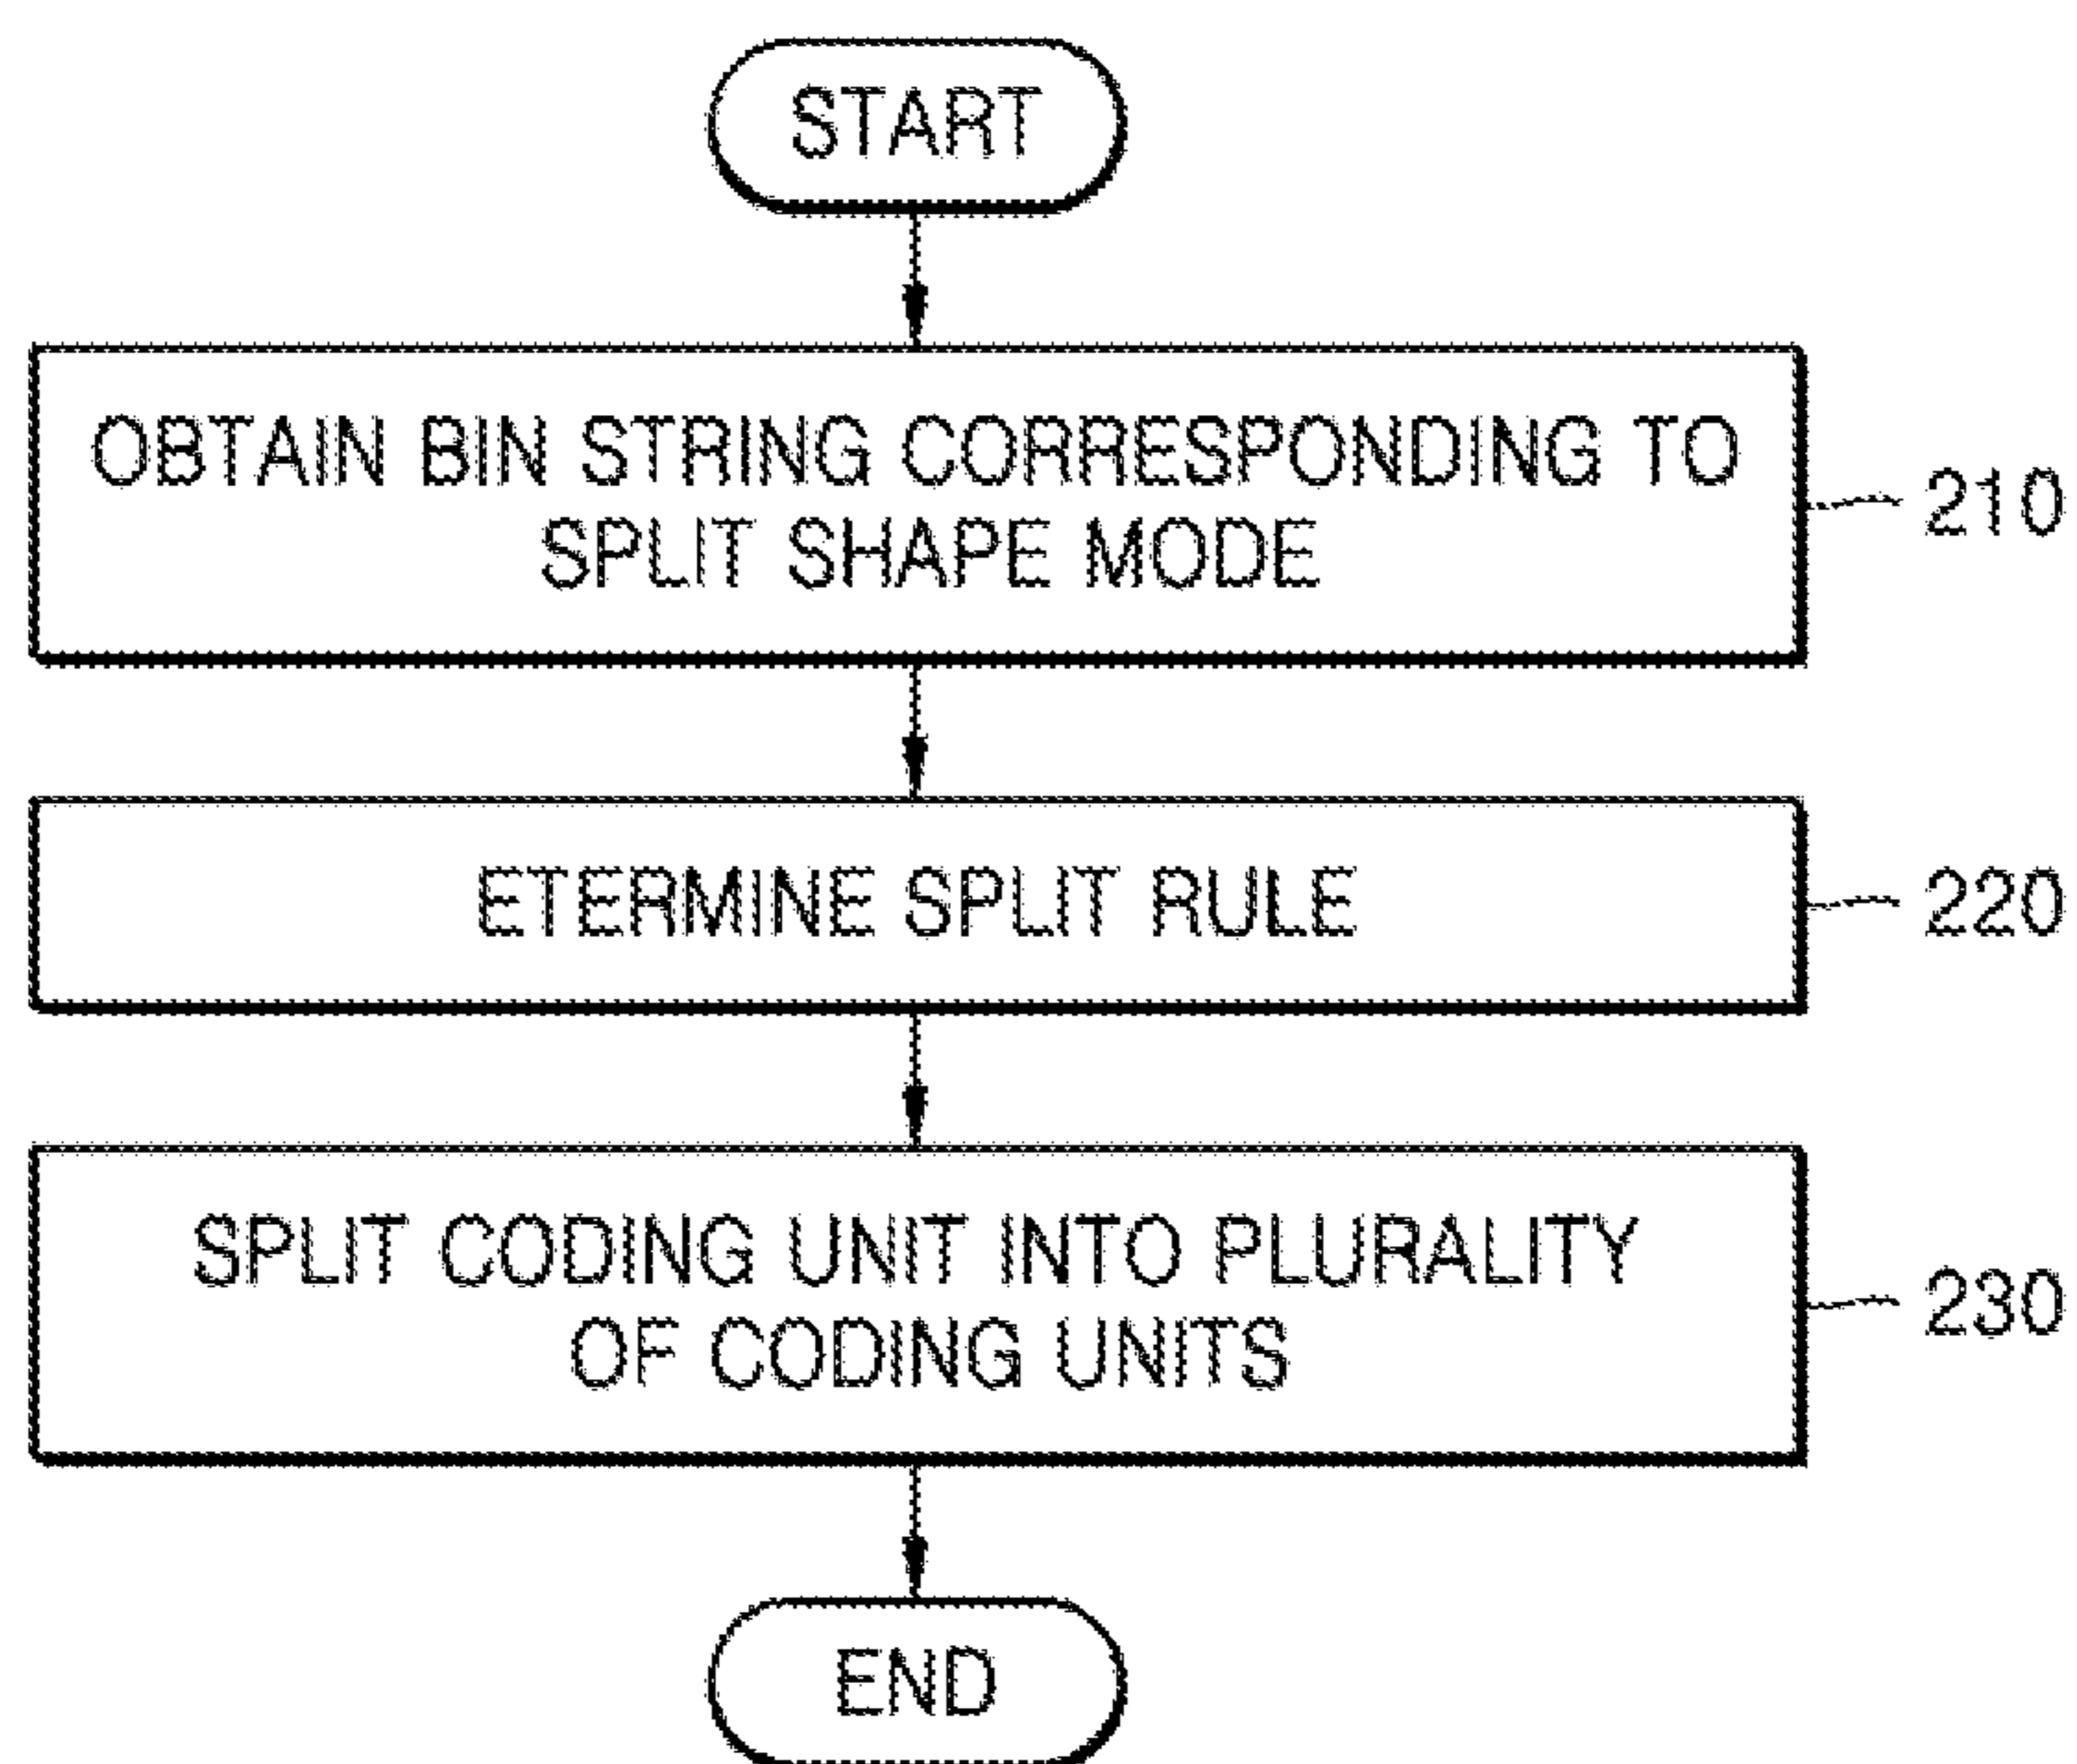 START
OBTAIN BIN STRING CORRESPONDING TO
SPLIT SHAPE MODE
210
ETERMINE SPLIT RULE
220
SPLIT CODING UNIT INTO PLURALITY
OF CODING UNITS
230
END